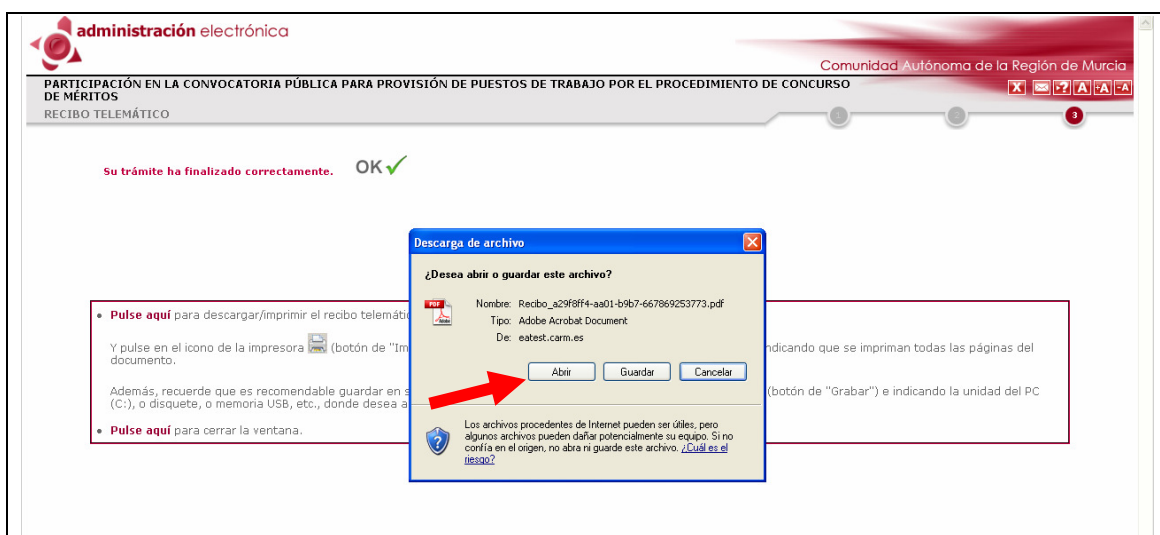 administración electrónica
Comunidad Autónoma de la Región de Murcia
PARTICIPACIÓN EN LA CONVOCATORIA PÚBLICA PARA PROVISIÓN DE PUESTOS DE TRABAJO POR EL PROCEDIMIENTO DE CONCURSO
DE MÉRITOS
X ? A +A -A
RECIBO TELEMÁTICO
1 2 3
Su trámite ha finalizado correctamente. OK
Descarga de archivo
¿Desea abrir o guardar este archivo?
PDF
Adobe
Nombre: Recibo_a29f8ff4-aa01-b9b7-667869253773.pdf
Tipo: Adobe Acrobat Document
De: eatest.carm.es
Abrir Guardar Cancelar
Los archivos procedentes de Internet pueden ser útiles, pero
algunos archivos pueden dañar potencialmente su equipo. Si no
confía en el origen, no abra ni guarde este archivo. ¿Cuál es el
riesgo?
• Pulse aquí para descargar/imprimir el recibo
Y pulse en el icono de la impresora (botón de "Im ndicando que se impriman todas las páginas del
documento.
Además, recuerde que es recomendable guardar en (botón de "Grabar") e indicando la unidad del PC
(C:), o disquete, o memoria USB, etc., donde desea
• Pulse aquí para cerrar la ventana.